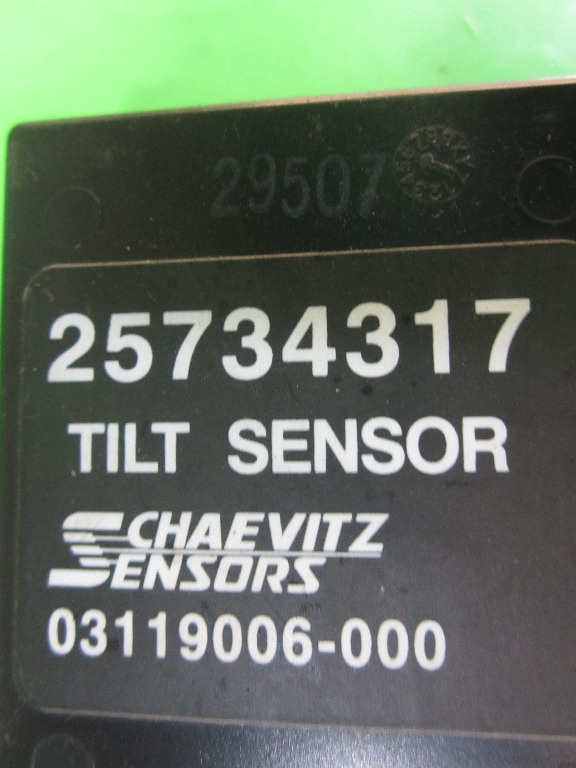 29507
25734317
TILT SENSOR
SCHAEVITZ
SENSORS
03119006-000